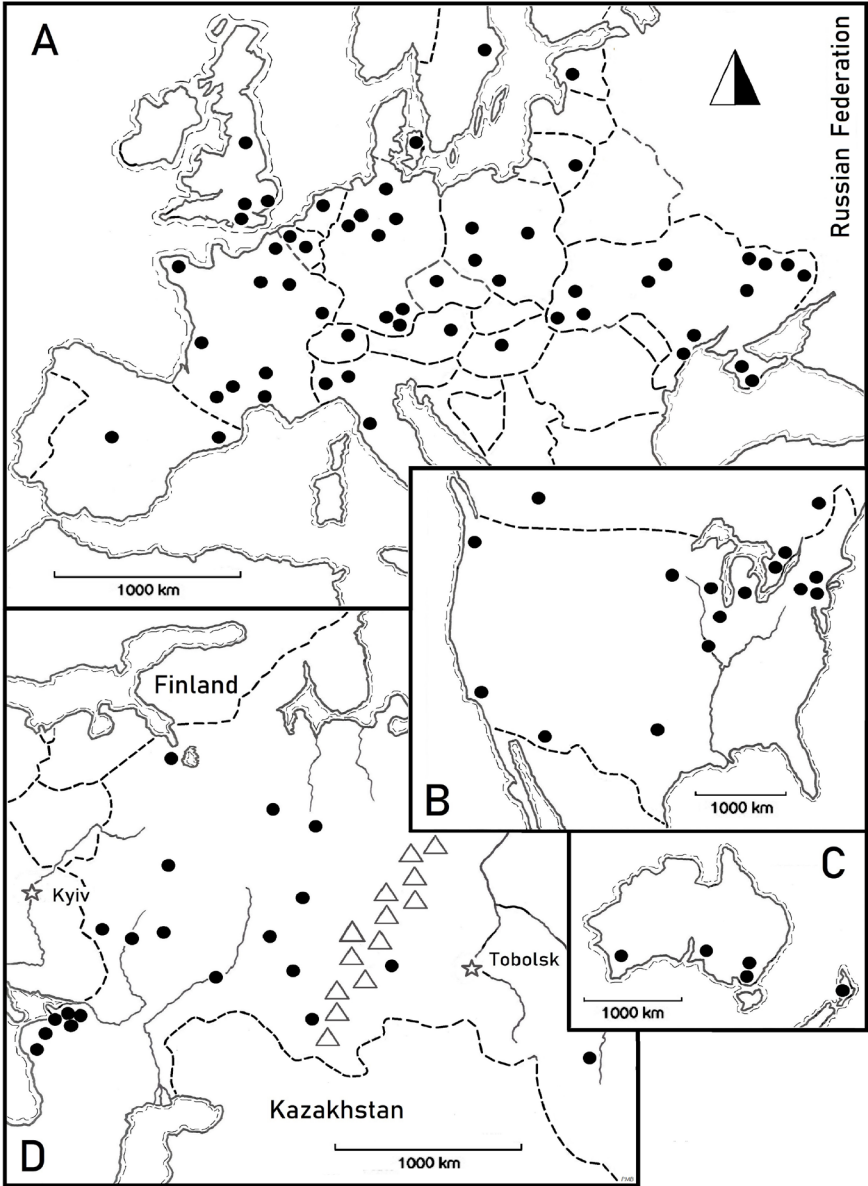 A
Russian Federation
1000 km
B
1000 km
C
1000 km
Finland
Kyiv
Tobolsk
Kazakhstan
1000 km
D